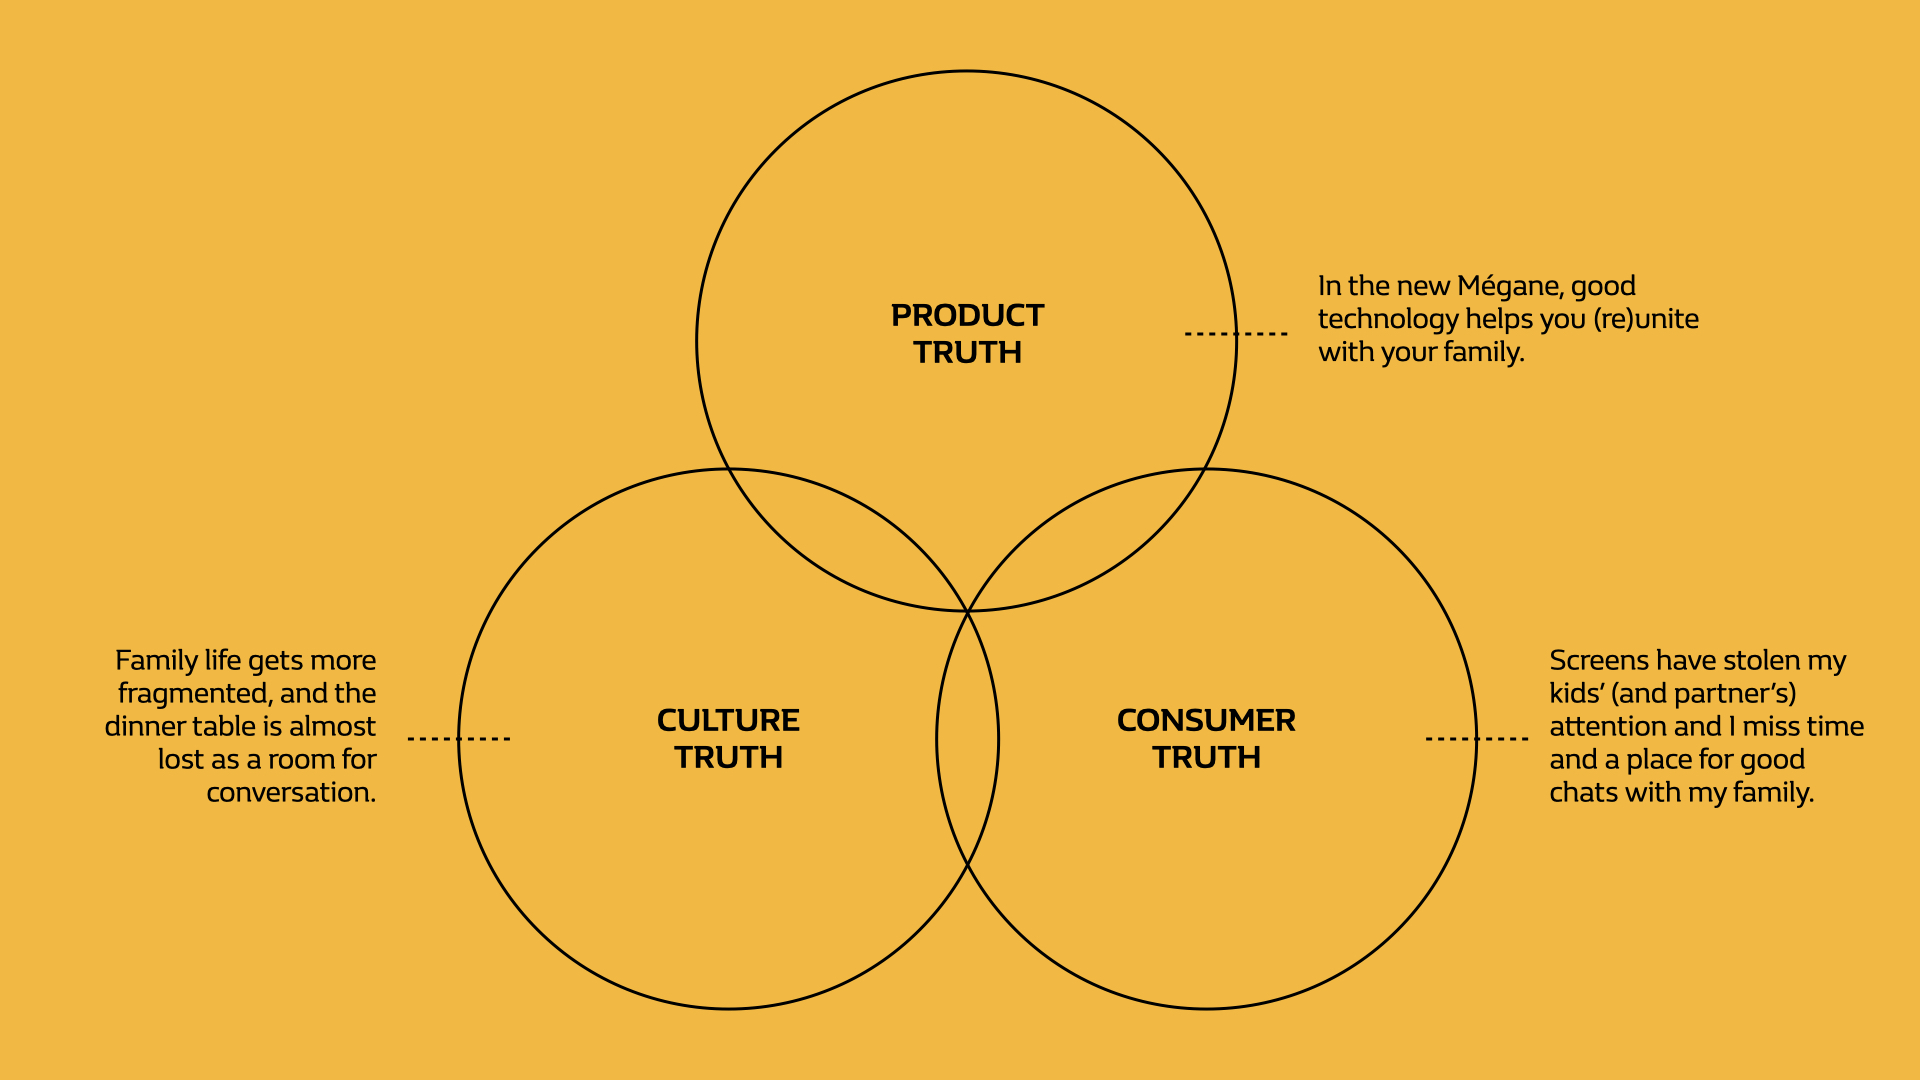 PRODUCT
TRUTH
In the new Mégane, good
technology helps you (re)unite
with your family.
Family life gets more
fragmented, and the
dinner table is almost
lost as a room for
conversation.
CULTURE
TRUTH
CONSUMER
TRUTH
Screens have stolen my
kids’ (and partner’s)
attention and I miss time
and a place for good
chats with my family.